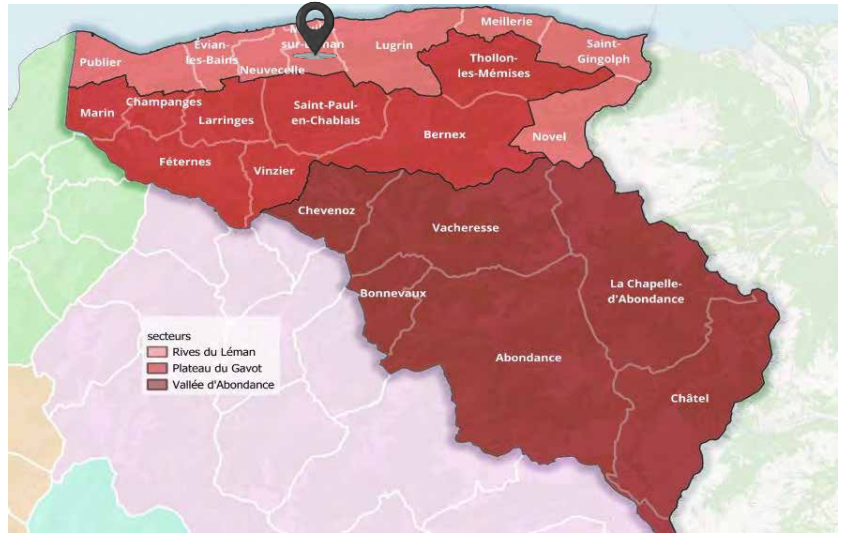 Meillerie
Publier
Évian-
les-Bains
sur-
Lugrin
Saint-
Gingolph
Neuvecelle
Thollon-
les-Mémises
Marin
Champanges
Larringes
Saint-Paul-
en-Chablais
Bernex
Novel
Féternes
Vinzier
Chevenoz
Vacheresse
Bonnevaux
La Chapelle-
d'Abondance
Abondance
Châtel
secteurs
Rives du Léman
Plateau du Gavot
Vallée d'Abondance